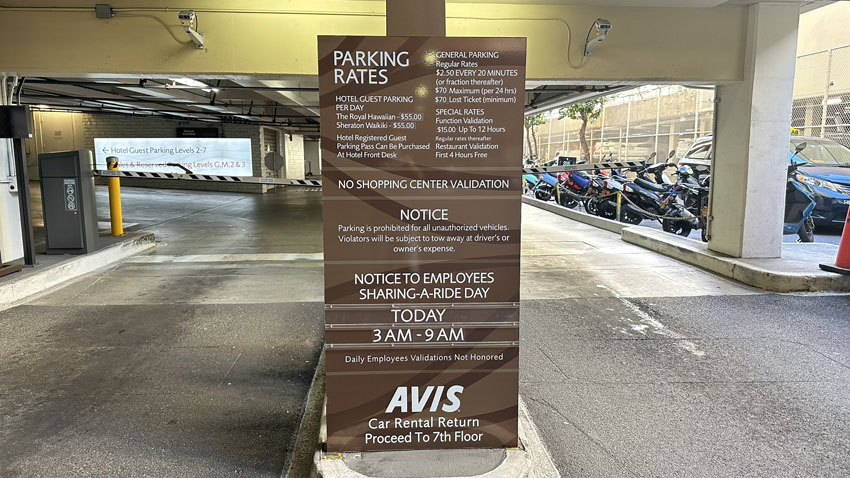 PARKING
RATES
HOTEL GUEST PARKING
PER DAY
The Royal Hawaiian - $55.00
Sheraton Waikiki - $55.00
Hotel Registered Guest
Parking Pass Can be Purchased
At Hotel Front Desk
GENERAL PARKING
Regular Rates
$2.50 EVERY 20 MINUTES
(or fraction thereafter)
$70 Maximum (per 24 hrs)
$70 Lost Ticket (minimum)
SPECIAL RATES
Function Validation
$15.00 Up To 12 Hours
Regular rates thereafter
Restaurant Validation
First 4 Hours Free
NO SHOPPING CENTER VALIDATION
NOTICE
Parking is prohibited for all unauthorized vehicles.
Violators will be subject to tow away at driver's or
owner's expense.
NOTICE TO EMPLOYEES
SHARING-A-RIDE DAY
TODAY
3 AM - 9 AM
Daily Employees Validations Not Honored
AVIS
Car Rental Return
Proceed To 7th Floor
← Hotel Guest Parking Levels 2-7
& Reserved Parking Levels G,M,2 & 3